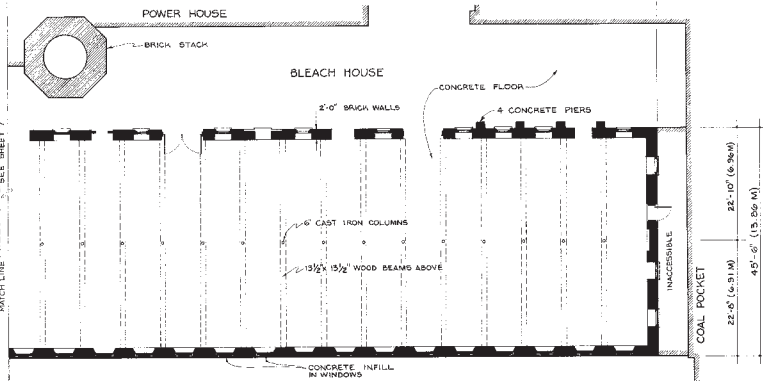 POWER HOUSE
BRICK STACK
BLEACH HOUSE
CONCRETE FLOOR
2'-0" BRICK WALLS
4 CONCRETE PIERS
SEE SHEET
MATCH LINE
6" CAST IRON COLUMNS
13½" x 13½" WOOD BEAMS ABOVE
CONCRETE INFILL
IN WINDOWS
INACCESSIBLE
COAL POCKET
22'-10" (6.96 M)
22'-8" (6.91 M)
45'-6" (13.86 M)